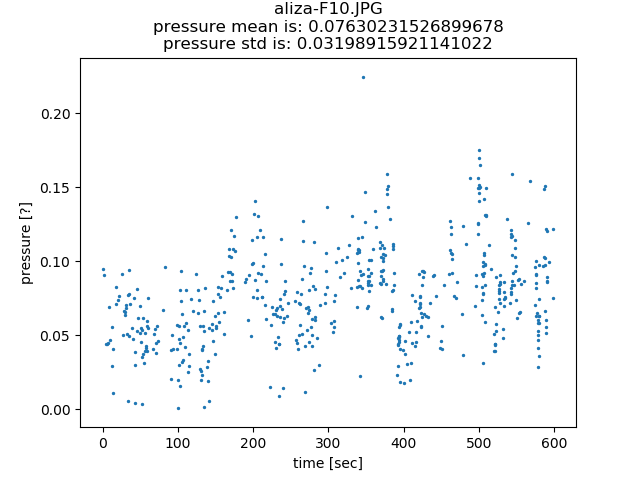 aliza-F10.JPG
pressure mean is: 0.07630231526899678
pressure std is: 0.03198915921141022
0.20
0.15
0.10
0.05
0.00
pressure [?]
0 100 200 300 400 500 600
time [sec]